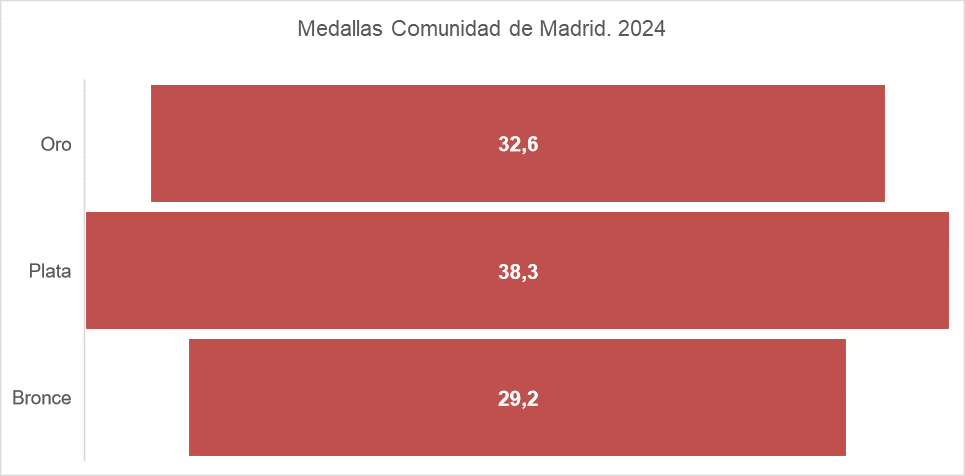 Medallas Comunidad de Madrid. 2024
Oro
32,6
Plata
38,3
Bronce
29,2